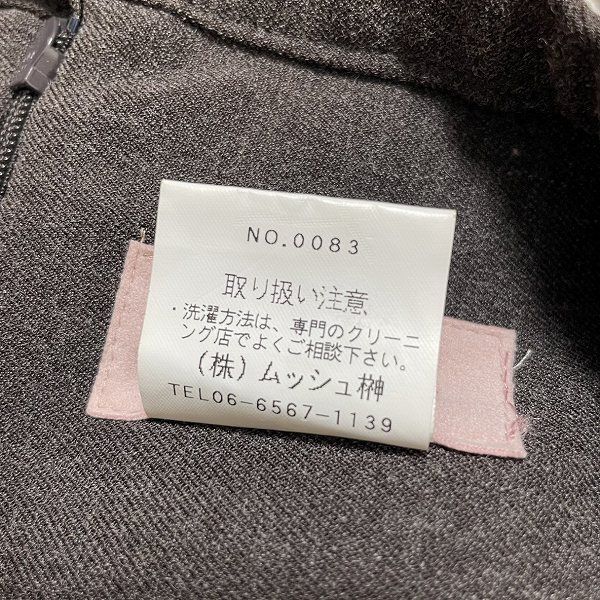 NO.0083
取り扱い注意
・洗濯方法は、専門のクリーニ
ング店でよくご相談下さい。
(株)ムッシュ榊
TEL06-6567-1139